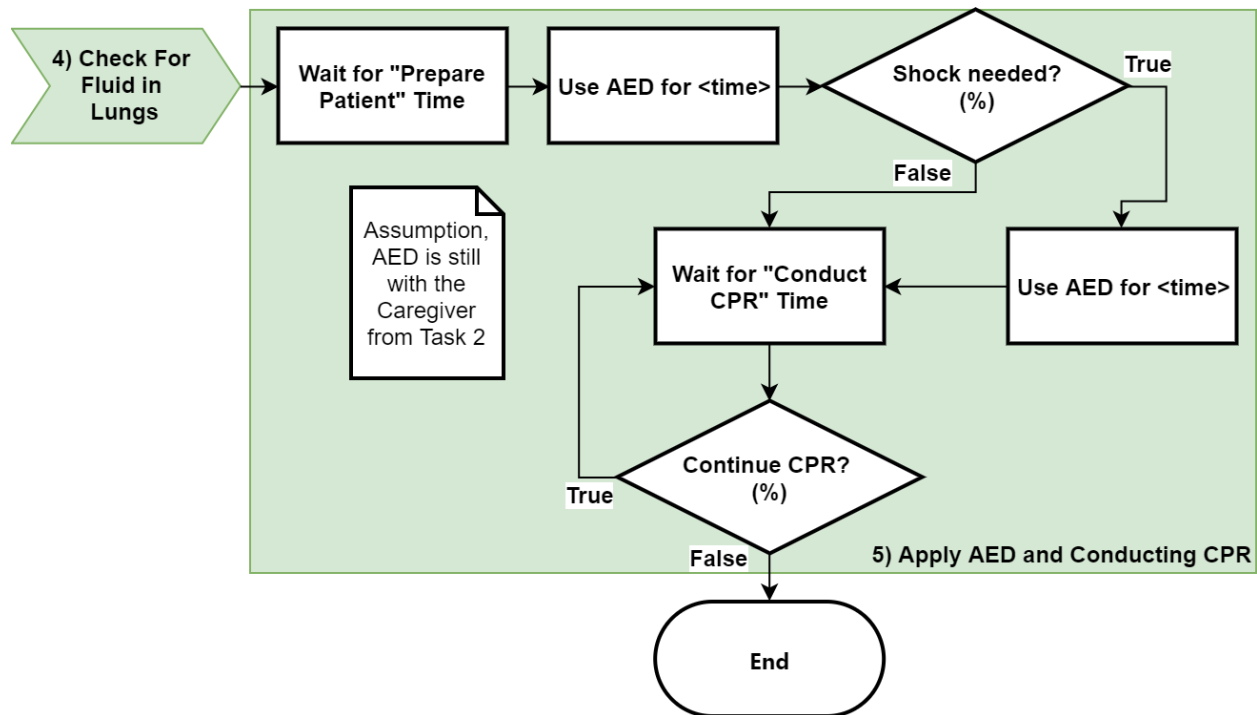 4) Check For
Fluid in
Lungs
Wait for "Prepare
Patient" Time
Use AED for <time>
Shock needed?
(%)
True
False
Assumption,
AED is still
with the
Caregiver
from Task 2
Wait for "Conduct
CPR" Time
Use AED for <time>
Continue CPR?
(%)
True
False
5) Apply AED and Conducting CPR
End